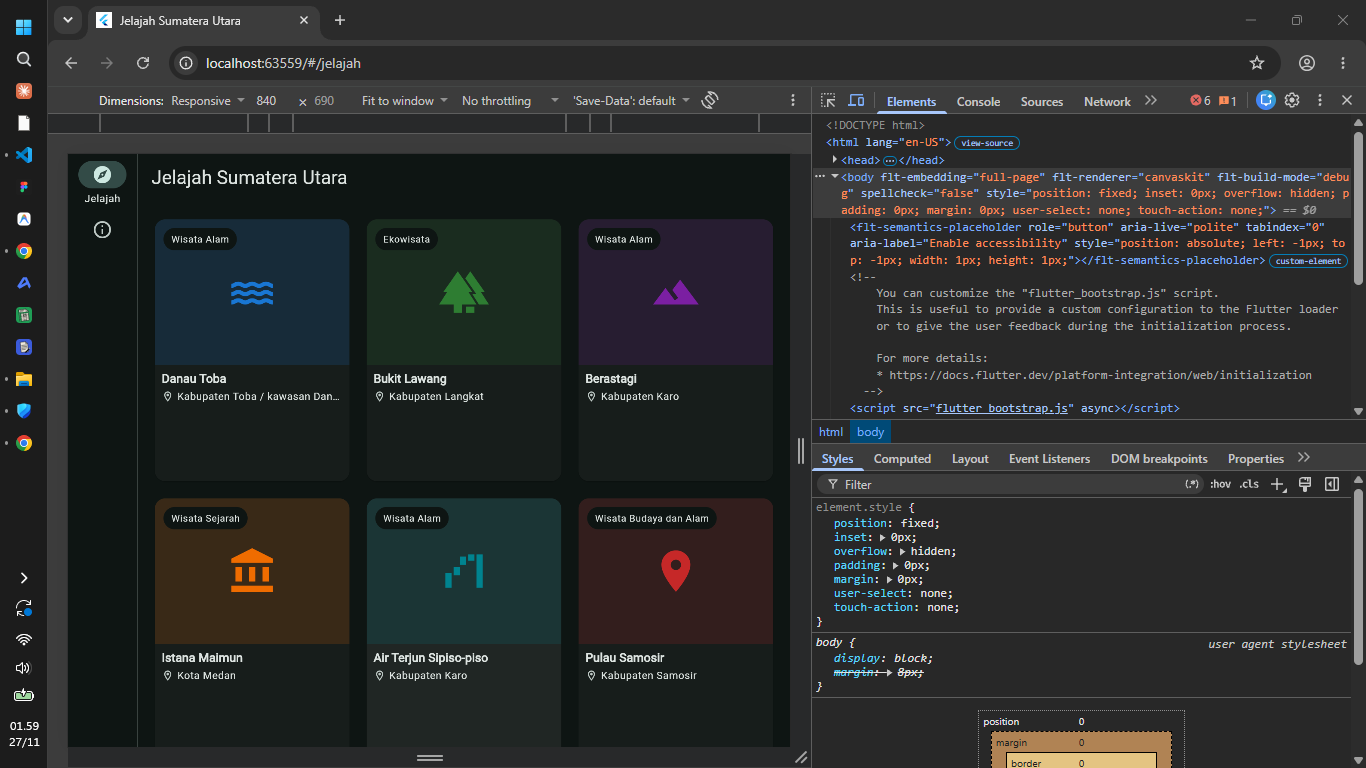 Jelajah Sumatera Utara
localhost:63559/#/jelajah
Dimensions: Responsive 840 × 690 Fit to window No throttling 'Save-Data': default
Elements Console Sources Network 6 1
Jelajah
Jelajah Sumatera Utara
Wisata Alam Ekowisata Wisata Alam
Danau Toba Bukit Lawang Berastagi
Kabupaten Toba / kawasan Dan... Kabupaten Langkat Kabupaten Karo
Wisata Sejarah Wisata Alam Wisata Budaya dan Alam
Istana Maimun Air Terjun Sipiso-piso Pulau Samosir
Kota Medan Kabupaten Karo Kabupaten Samosir
<!DOCTYPE html>
<html lang="en-US"> view-source
<head> ⋯ </head>
⋯ <body flt-embedding="full-page" flt-renderer="canvaskit" flt-build-mode="debu
g" spellcheck="false" style="position: fixed; inset: 0px; overflow: hidden; p
adding: 0px; margin: 0px; user-select: none; touch-action: none;"> == $0
<flt-semantics-placeholder role="button" aria-live="polite" tabindex="0"
aria-label="Enable accessibility" style="position: absolute; left: -1px; to
p: -1px; width: 1px; height: 1px;"></flt-semantics-placeholder> custom-element
<!--
You can customize the "flutter_bootstrap.js" script.
This is useful to provide a custom configuration to the Flutter loader
or to give the user feedback during the initialization process.
For more details:
* https://docs.flutter.dev/platform-integration/web/initialization
-->
<script src="flutter_bootstrap.js" async></script>
html body
Styles Computed Layout Event Listeners DOM breakpoints Properties
Filter (.*) :hov .cls
element.style {
position: fixed;
inset: 0px;
overflow: hidden;
padding: 0px;
margin: 0px;
user-select: none;
touch-action: none;
}
body { user agent stylesheet
display: block;
margin: 8px;
}
position 0
margin 0
border 0
01.59
27/11